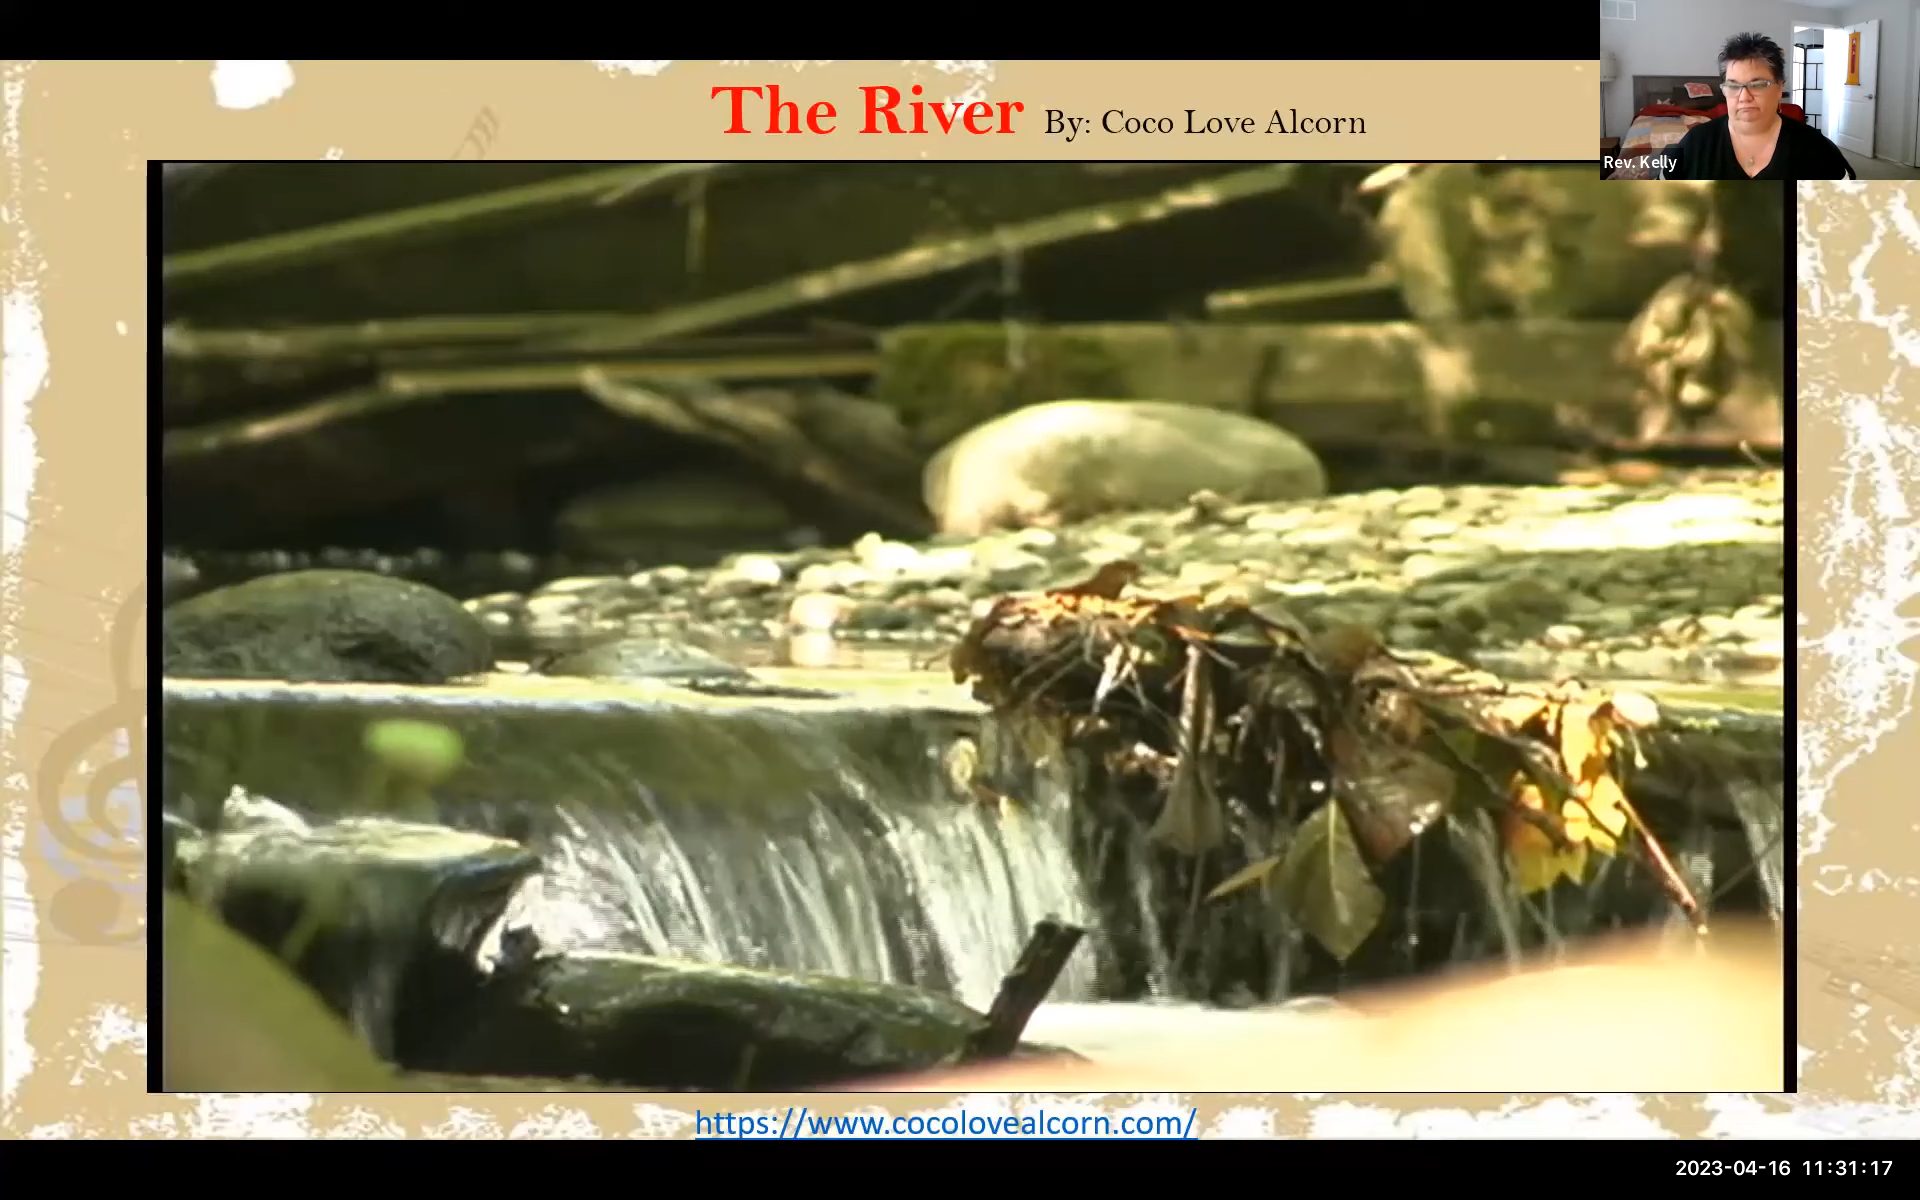 The River By: Coco Love Alcorn
Rev. Kelly
https://www.cocolovealcorn.com/
2023-04-16 11:31:17